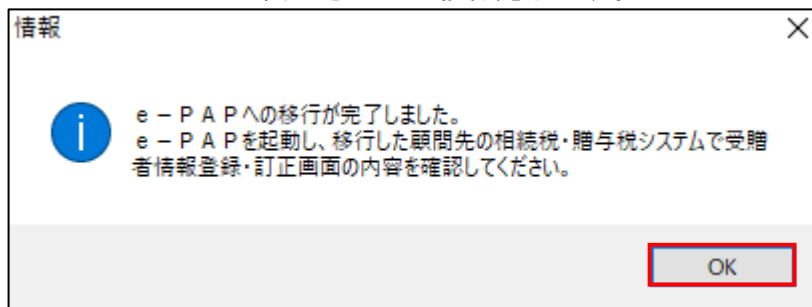 情報
e－ＰＡＰへの移行が完了しました。
e－ＰＡＰを起動し、移行した顧問先の相続税・贈与税システムで受贈
者情報登録・訂正画面の内容を確認してください。
OK